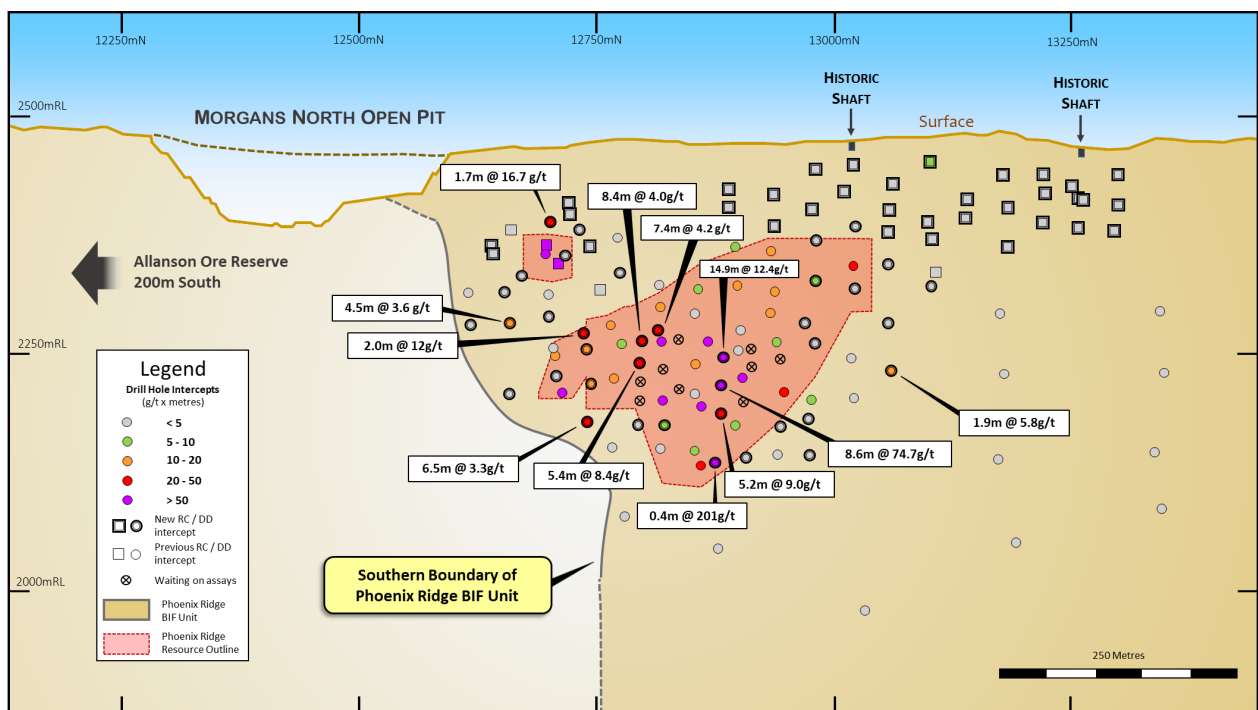 12250mN
12500mN
12750mN
13000mN
13250mN
HISTORIC
SHAFT
HISTORIC
SHAFT
2500mRL
MORGANS NORTH OPEN PIT
Surface
1.7m @ 16.7 g/t
8.4m @ 4.0g/t
7.4m @ 4.2 g/t
14.9m @ 12.4g/t
Allanson Ore Reserve
200m South
4.5m @ 3.6 g/t
2.0m @ 12g/t
2250mRL
Legend
Drill Hole Intercepts
(g/t x metres)
< 5
5 - 10
10 - 20
20 - 50
> 50
New RC / DD
intercept
Previous RC / DD
intercept
Waiting on assays
Phoenix Ridge
BIF Unit
Phoenix Ridge
Resource Outline
1.9m @ 5.8g/t
8.6m @ 74.7g/t
6.5m @ 3.3g/t
5.4m @ 8.4g/t
5.2m @ 9.0g/t
0.4m @ 201g/t
Southern Boundary of
Phoenix Ridge BIF Unit
2000mRL
250 Metres